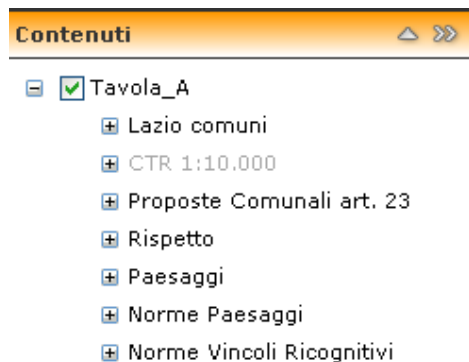 Contenuti
Tavola_A
Lazio comuni
CTR 1:10.000
Proposte Comunali art. 23
Rispetto
Paesaggi
Norme Paesaggi
Norme Vincoli Ricognitivi